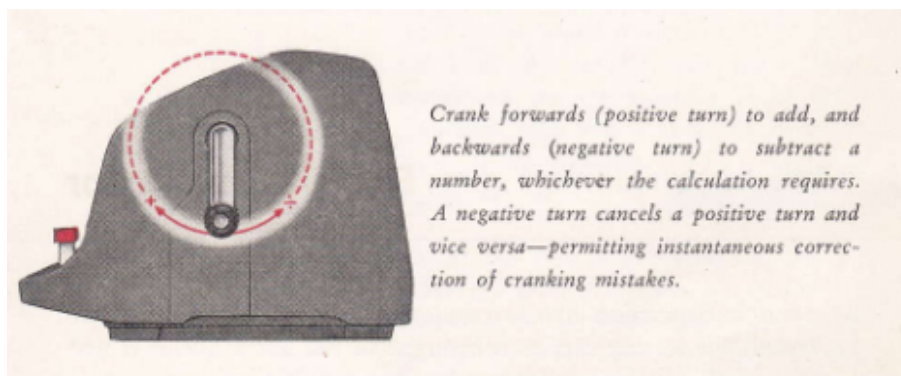 × ÷
Crank forwards (positive turn) to add, and
backwards (negative turn) to subtract a
number, whichever the calculation requires.
A negative turn cancels a positive turn and
vice versa—permitting instantaneous correc-
tion of cranking mistakes.